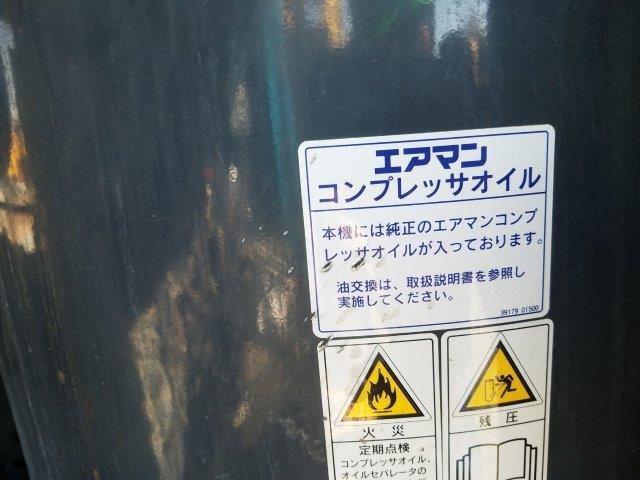 エアマン
コンプレッサオイル
本機には純正のエアマンコンプ
レッサオイルが入っております。
油交換は、取扱説明書を参照し
実施してください。
39179 01500
火 災
定期点検
コンプレッサオイル、
オイルセパレータの
残 圧